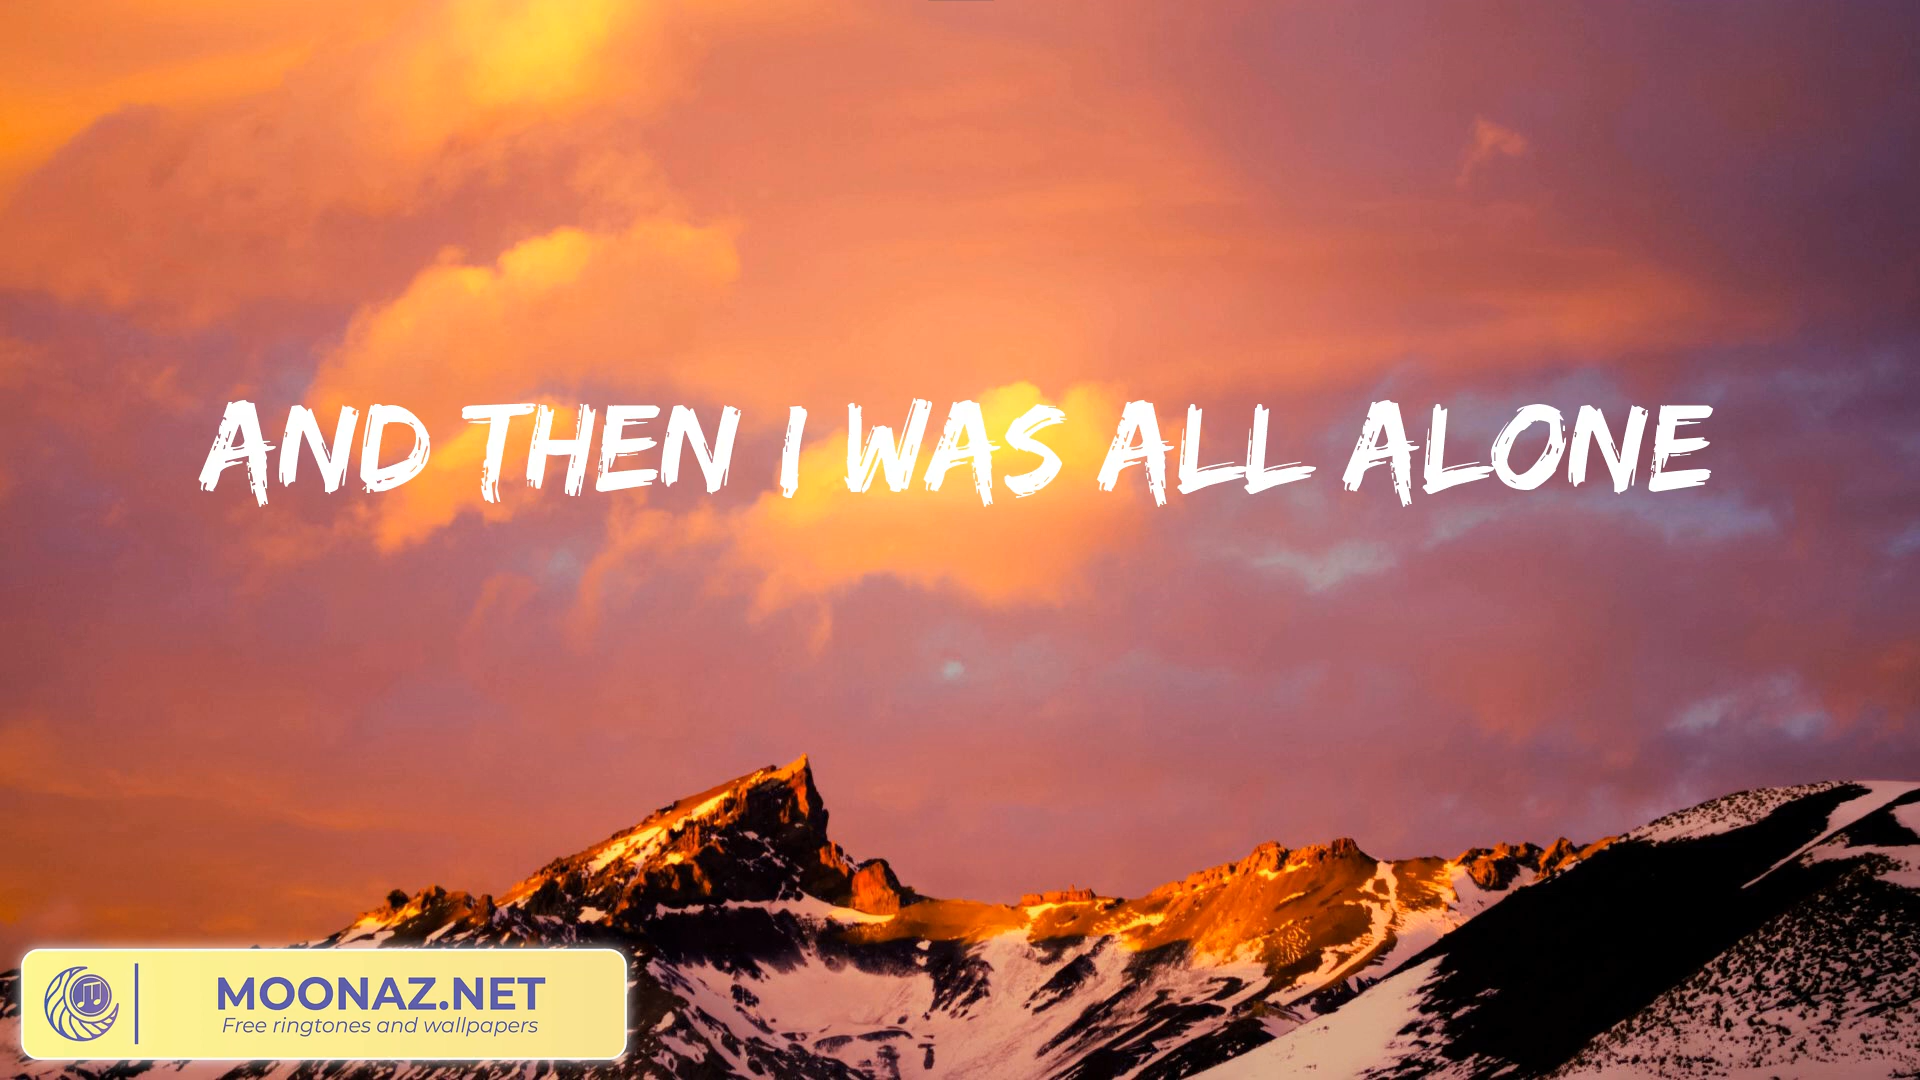 AND THEN I WAS ALL ALONE
MOONAZ.NET
Free ringtones and wallpapers